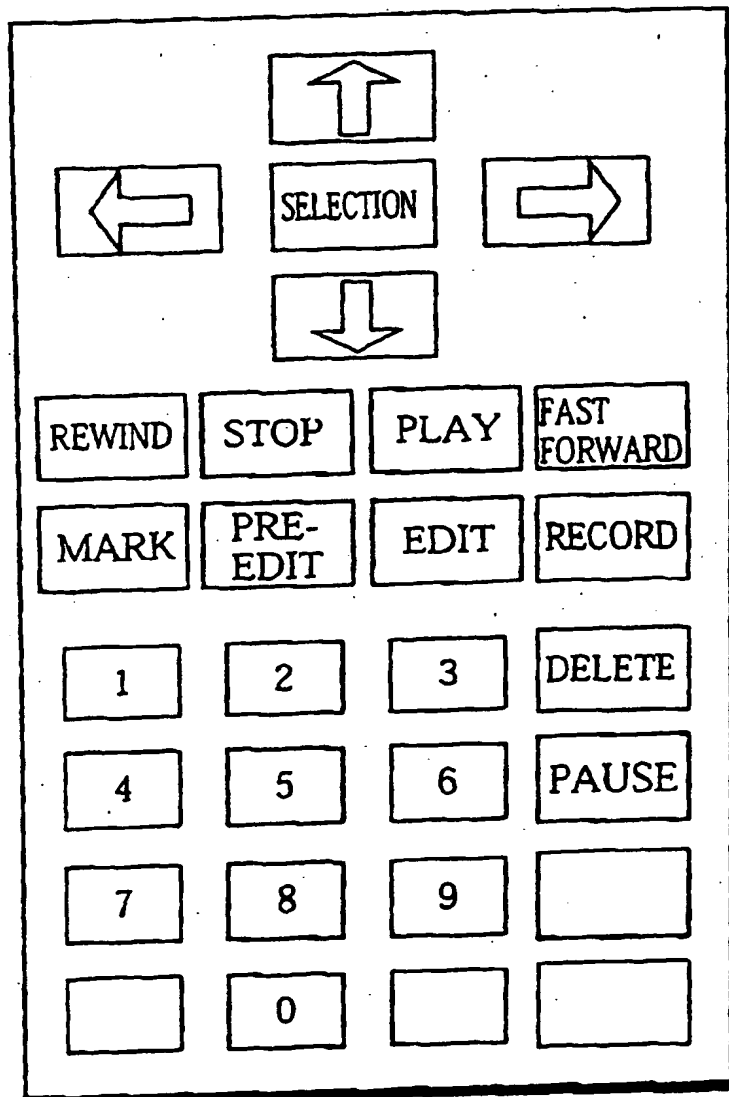 SELECTION
REWIND
STOP
PLAY
FAST
FORWARD
MARK
PRE-
EDIT
EDIT
RECORD
1
2
3
DELETE
4
5
6
PAUSE
7
8
9
0